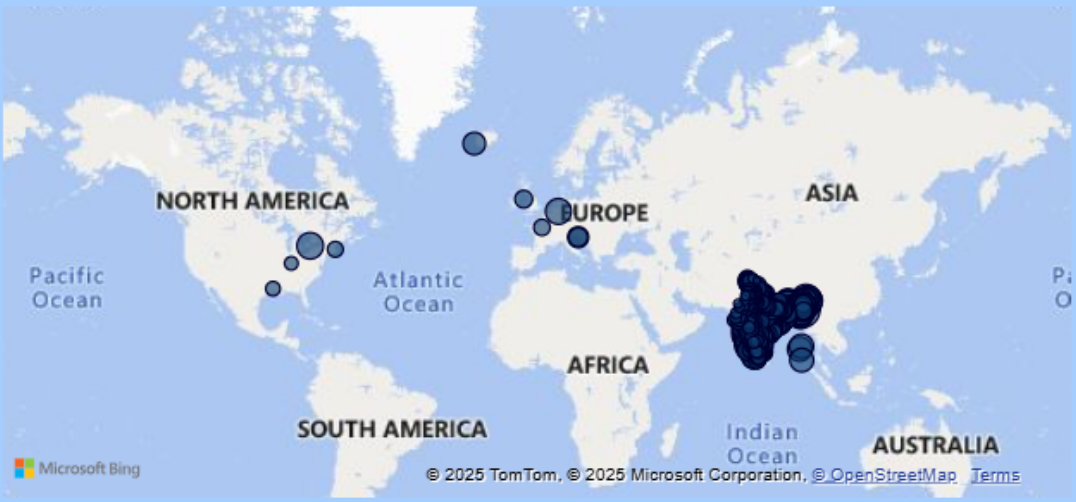 ASIA
NORTH AMERICA
EUROPE
Pacific
Ocean
Atlantic
Ocean
Pa
O
AFRICA
SOUTH AMERICA
Indian
Ocean
AUSTRALIA
Microsoft Bing
© 2025 TomTom, © 2025 Microsoft Corporation, © OpenStreetMap Terms